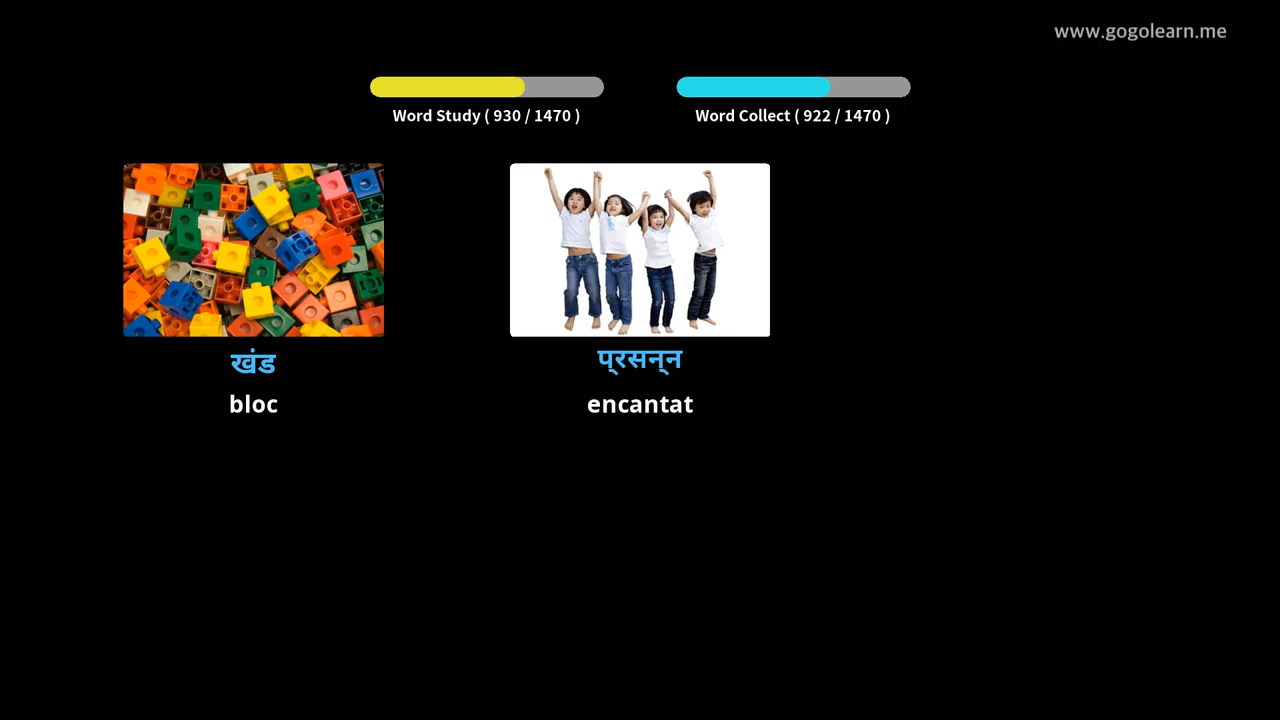 www.gogolearn.me
Word Study ( 930 / 1470 )
Word Collect ( 922 / 1470 )
खंड
प्रसन्न
bloc
encantat